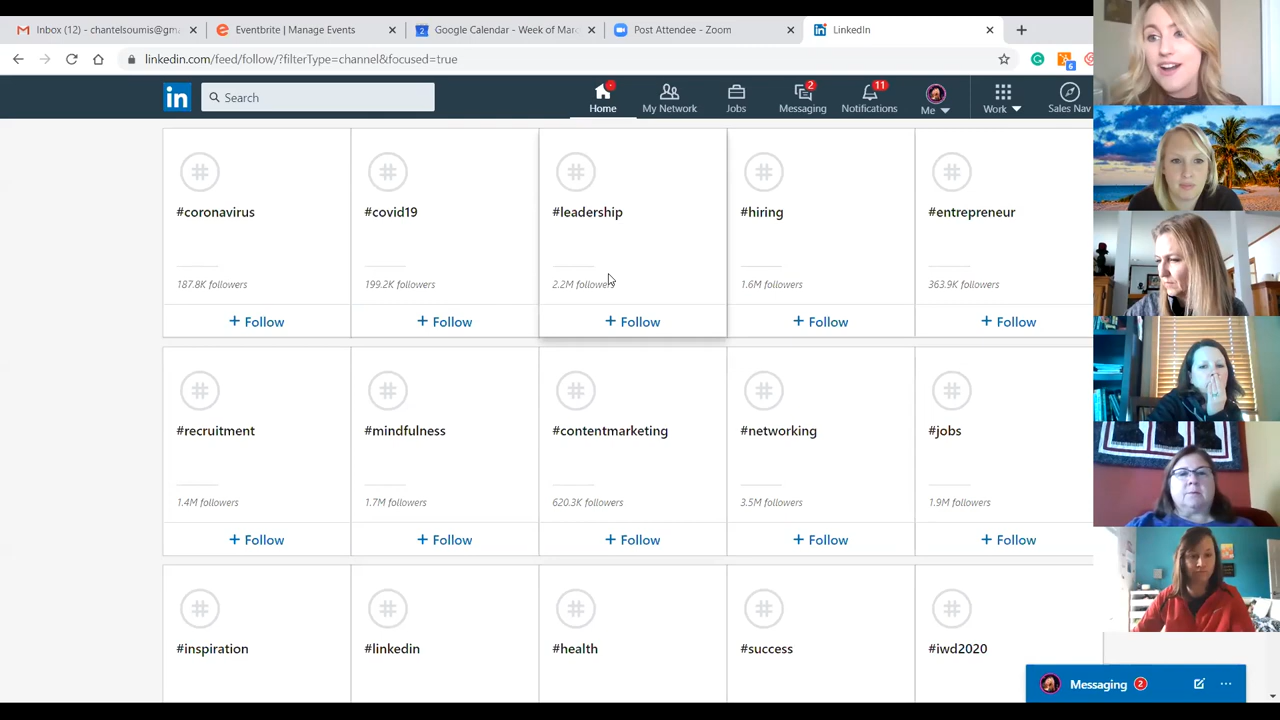 Inbox (12) - chantelsoumis@gm
Eventbrite | Manage Events
2
Google Calendar - Week of Marc
Post Attendee - Zoom
LinkedIn
linkedin.com/feed/follow/?filterType=channel&focused=true
6
in
Search
Home
My Network
Jobs
2
Messaging
11
Notifications
Me
Work
Sales Nav
#coronavirus
#covid19
#leadership
#hiring
#entrepreneur
187.8K followers
199.2K followers
2.2M followers
1.6M followers
363.9K followers
+ Follow
+ Follow
+ Follow
+ Follow
+ Follow
#recruitment
#mindfulness
#contentmarketing
#networking
#jobs
1.4M followers
1.7M followers
620.3K followers
3.5M followers
1.9M followers
+ Follow
+ Follow
+ Follow
+ Follow
+ Follow
#inspiration
#linkedin
#health
#success
#iwd2020
Messaging 2